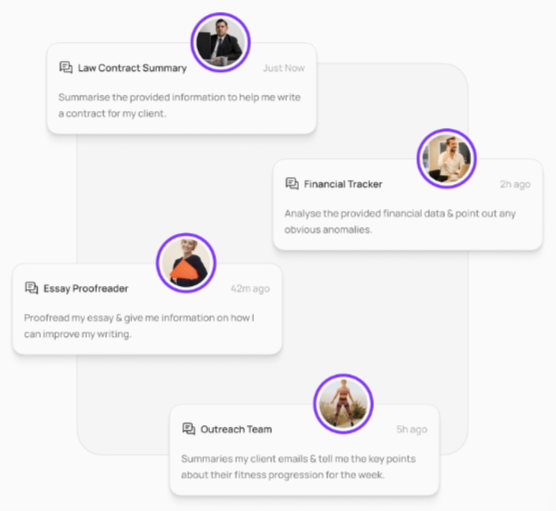 Law Contract Summary Just Now
Summarise the provided information to help me write
a contract for my client.
Financial Tracker 2h ago
Analyse the provided financial data & point out any
obvious anomalies.
Essay Proofreader 42m ago
Proofread my essay & give me information on how I
can improve my writing.
Outreach Team 5h ago
Summaries my client emails & tell me the key points
about their fitness progression for the week.